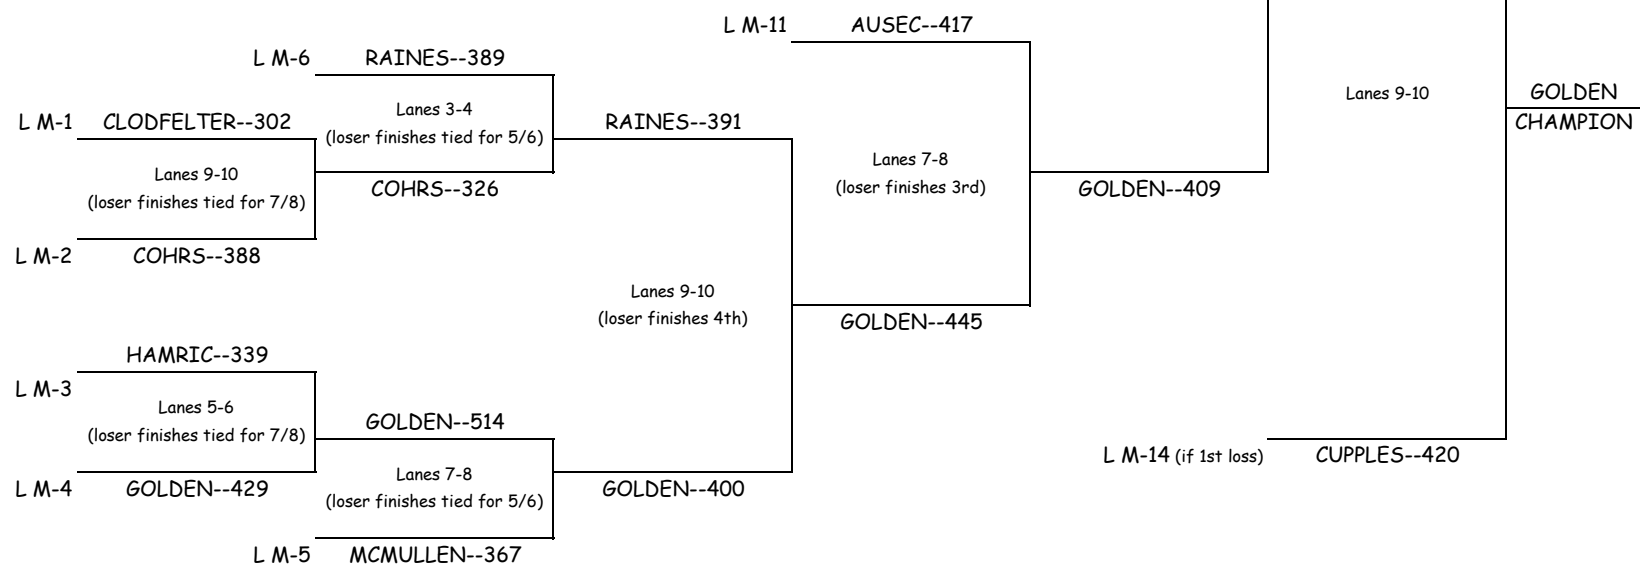 L M-11 AUSEC--417
L M-6 RAINES--389
Lanes 9-10
GOLDEN
CHAMPION
L M-1 CLODFELTER--302
Lanes 3-4
(loser finishes tied for 5/6)
RAINES--391
Lanes 7-8
(loser finishes 3rd)
Lanes 9-10
(loser finishes tied for 7/8)
COHRS--326
GOLDEN--409
L M-2 COHRS--388
Lanes 9-10
(loser finishes 4th)
GOLDEN--445
HAMRIC--339
L M-3
Lanes 5-6
(loser finishes tied for 7/8)
GOLDEN--514
L M-14 (if 1st loss) CUPPLES--420
L M-4 GOLDEN--429
Lanes 7-8
(loser finishes tied for 5/6)
GOLDEN--400
L M-5 MCMULLEN--367